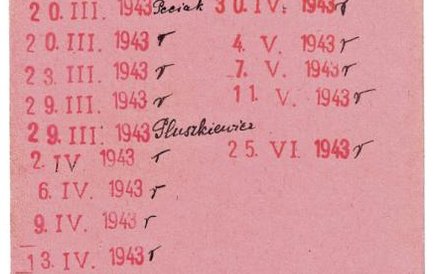 20. III. 1943 Peciak
20. III. 1943 r
23. III. 1943 r
29. III. 1943 r
29. III. 1943 Pluszkiewicz
2. IV 1943 r
6. IV. 1943 r
9. IV. 1943 r
13. IV. 1943 r
30. IV. 1943 r
4. V. 1943 r
7. V. 1943 r
11. V. 1943 r
25. VI. 1943 r